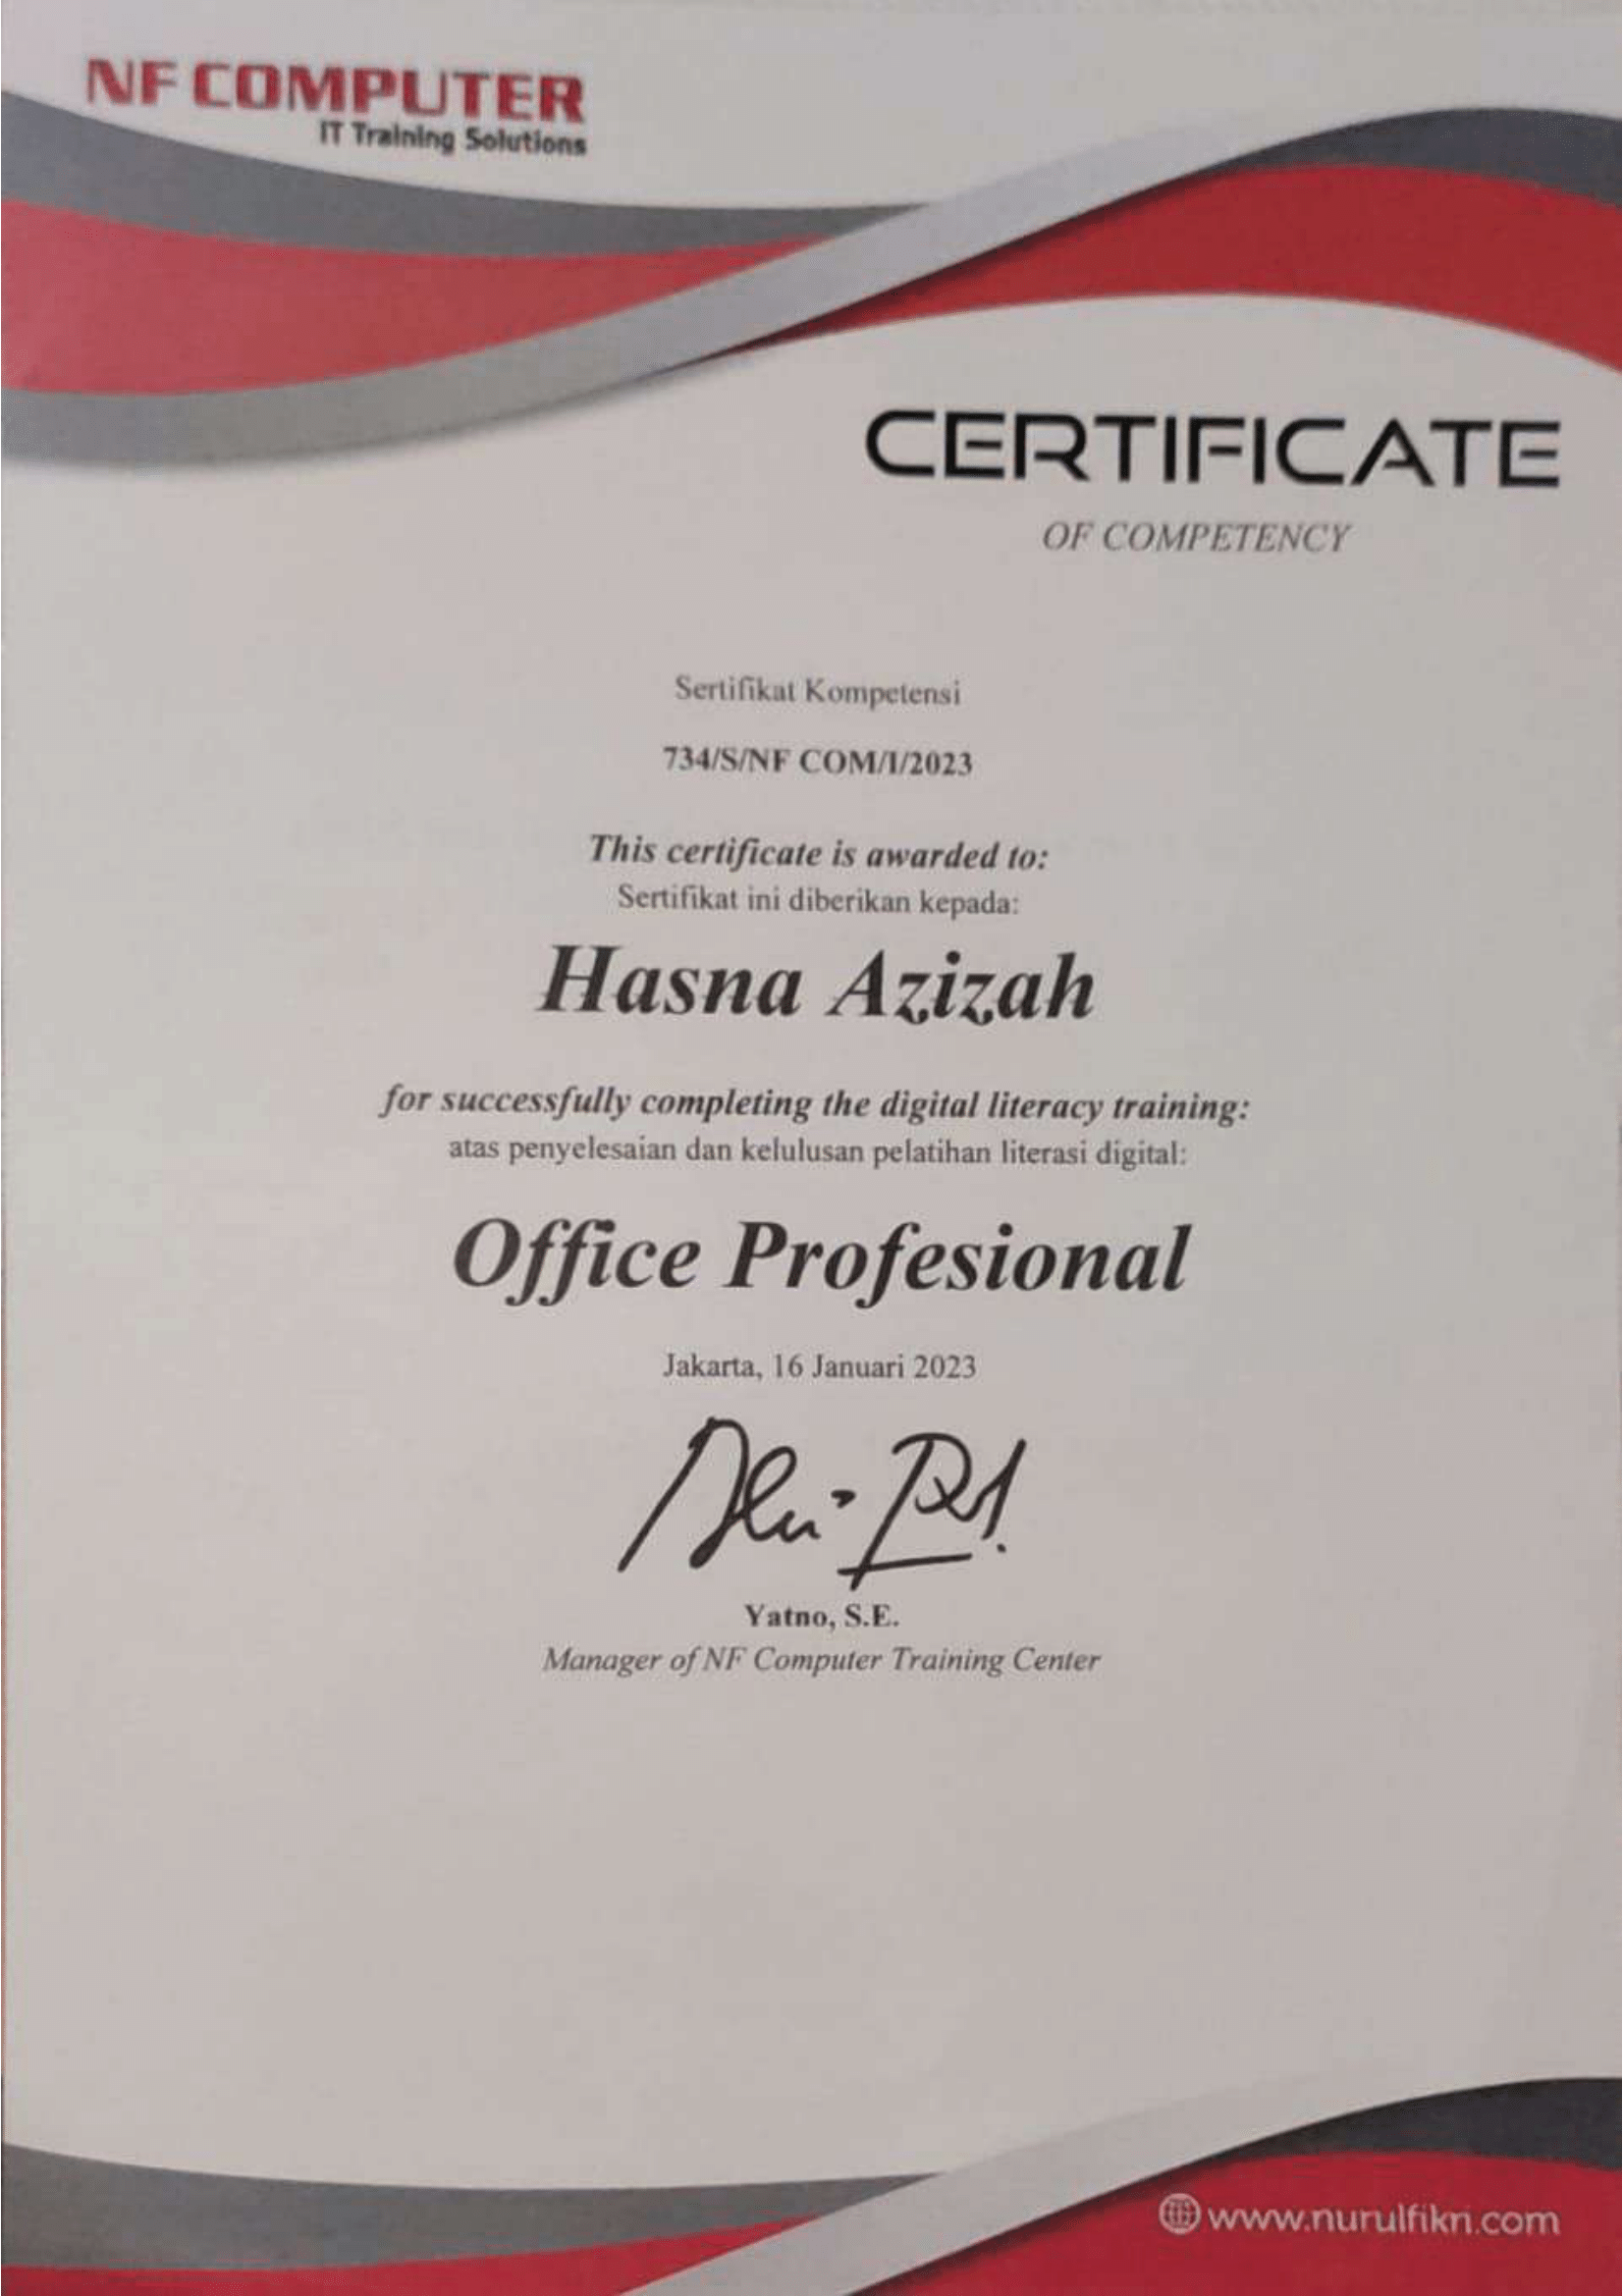 NF COMPUTER
IT Training Solutions
CERTIFICATE
OF COMPETENCY
Sertifikat Kompetensi
734/S/NF COM/I/2023
This certificate is awarded to:
Sertifikat ini diberikan kepada:
Hasna Azizah
for successfully completing the digital literacy training:
atas penyelesaian dan kelulusan pelatihan literasi digital:
Office Profesional
Jakarta, 16 Januari 2023
Yatno, S.E.
Manager of NF Computer Training Center
www.nurulfikri.com